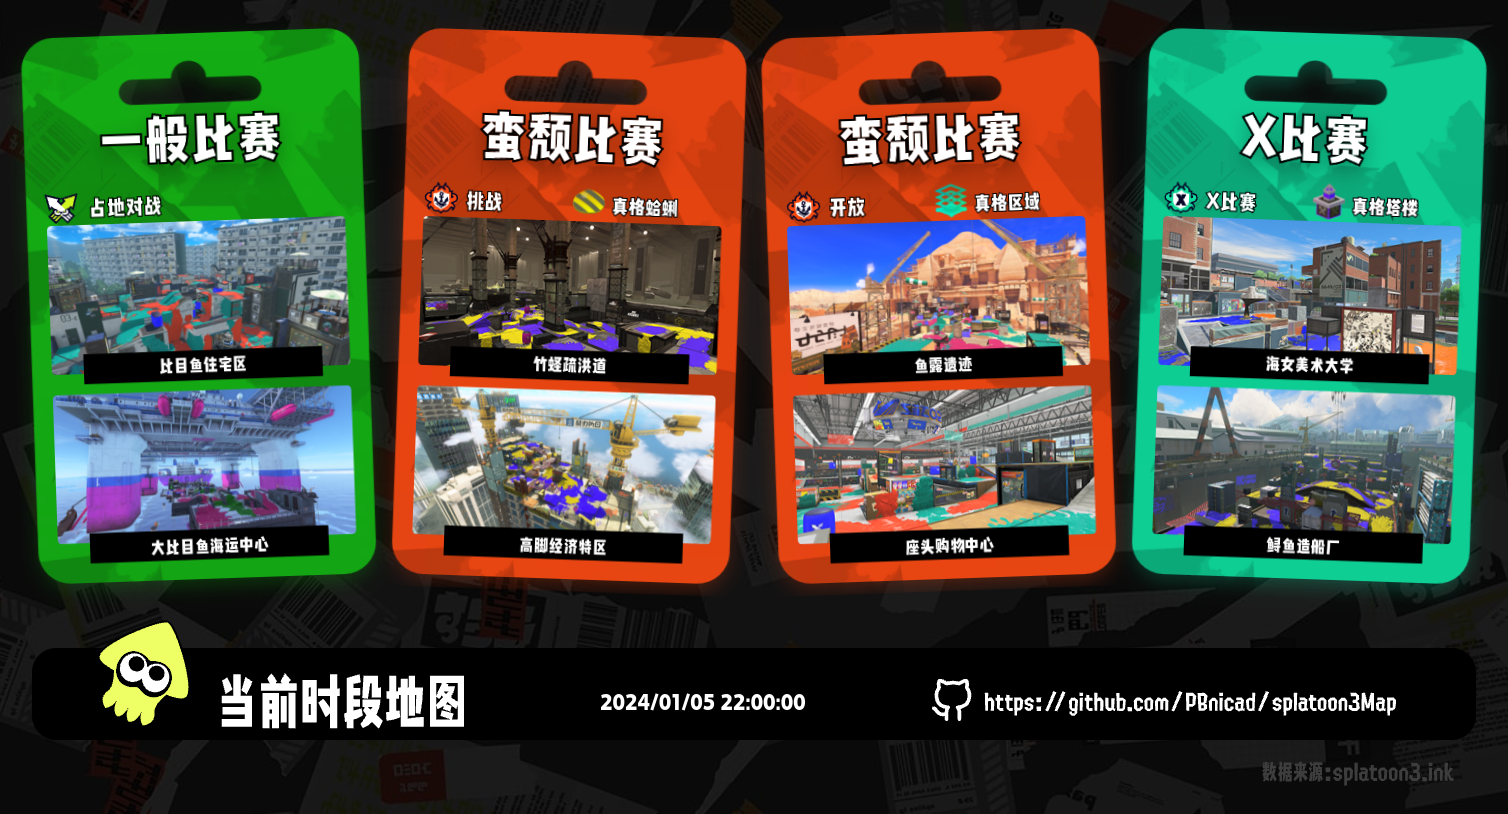 一般比赛
占地对战
比目鱼住宅区
大比目鱼海运中心
蛮颓比赛
挑战
真格蛤蜊
竹蛏疏洪道
高脚经济特区
蛮颓比赛
开放
真格区域
鱼露遗迹
座头购物中心
X比赛
X比赛
真格塔楼
海女美术大学
鲟鱼造船厂
当前时段地图
2024/01/05 22:00:00
https://github.com/PBnicad/splatoon3Map
数据来源:splatoon3.ink